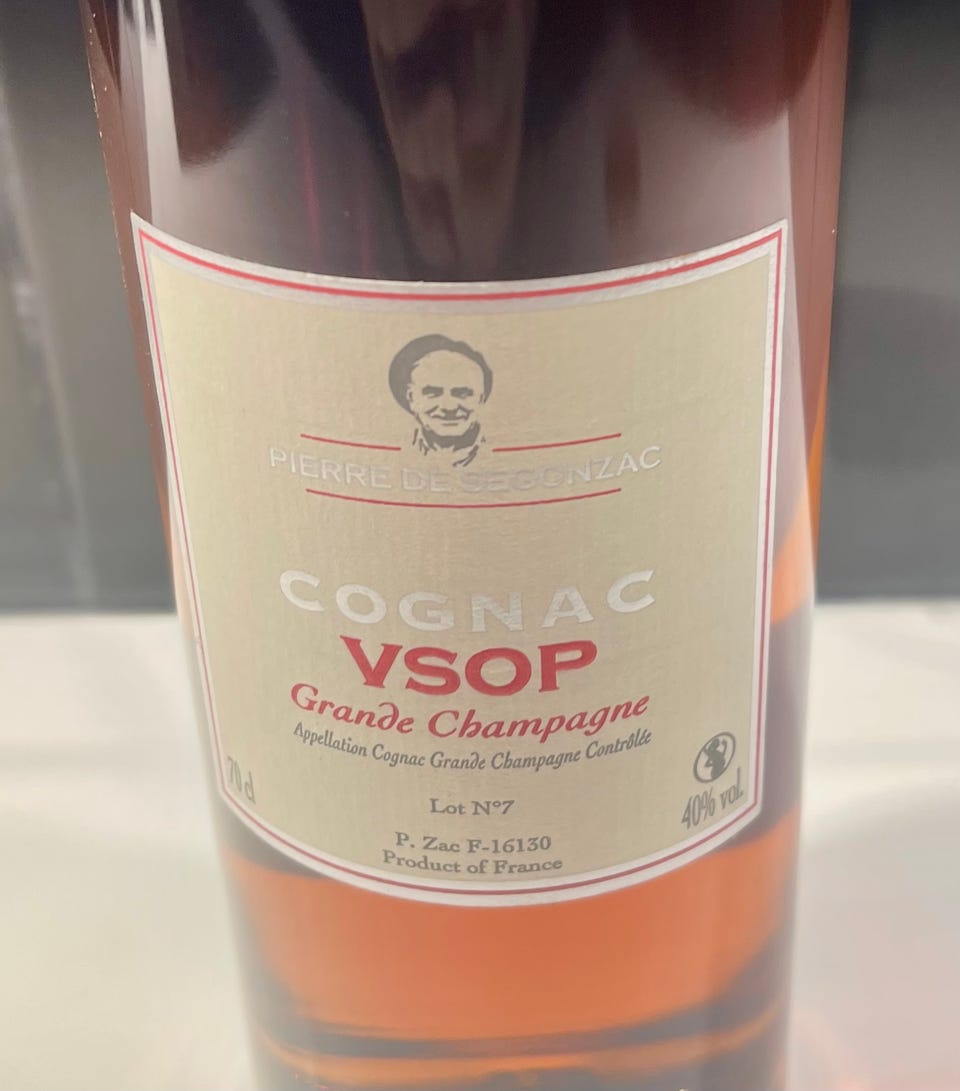 PIERRE DE SEGONZAC
COGNAC
VSOP
Grande Champagne
Appellation Cognac Grande Champagne Contrôlée
70 cl
40% vol.
Lot N°7
P. Zac F-16130
Product of France